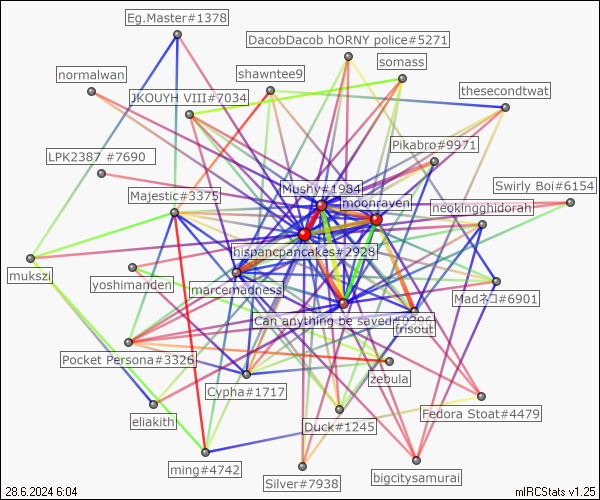 Eg.Master#1378
DacobDacob hORNY police#5271
somass
normalwan
shawntee9
thesecondtwat
JKOUYH VIII#7034
Pikabro#9971
LPK2387 #7690
Mushy#1984
Swirly Boi#6154
Majestic#3375
moonraven
neokingghidorah
hispancpancakes#2928
mukszi
yoshimanden
marcemadness
Madネコ#6901
Can anything be saved#0396
frisout
Pocket Persona#3326
zebula
Cypha#1717
eliakith
Duck#1245
Fedora Stoat#4479
ming#4742
Silver#7938
bigcitysamurai
28.6.2024 6:04
mIRCStats v1.25